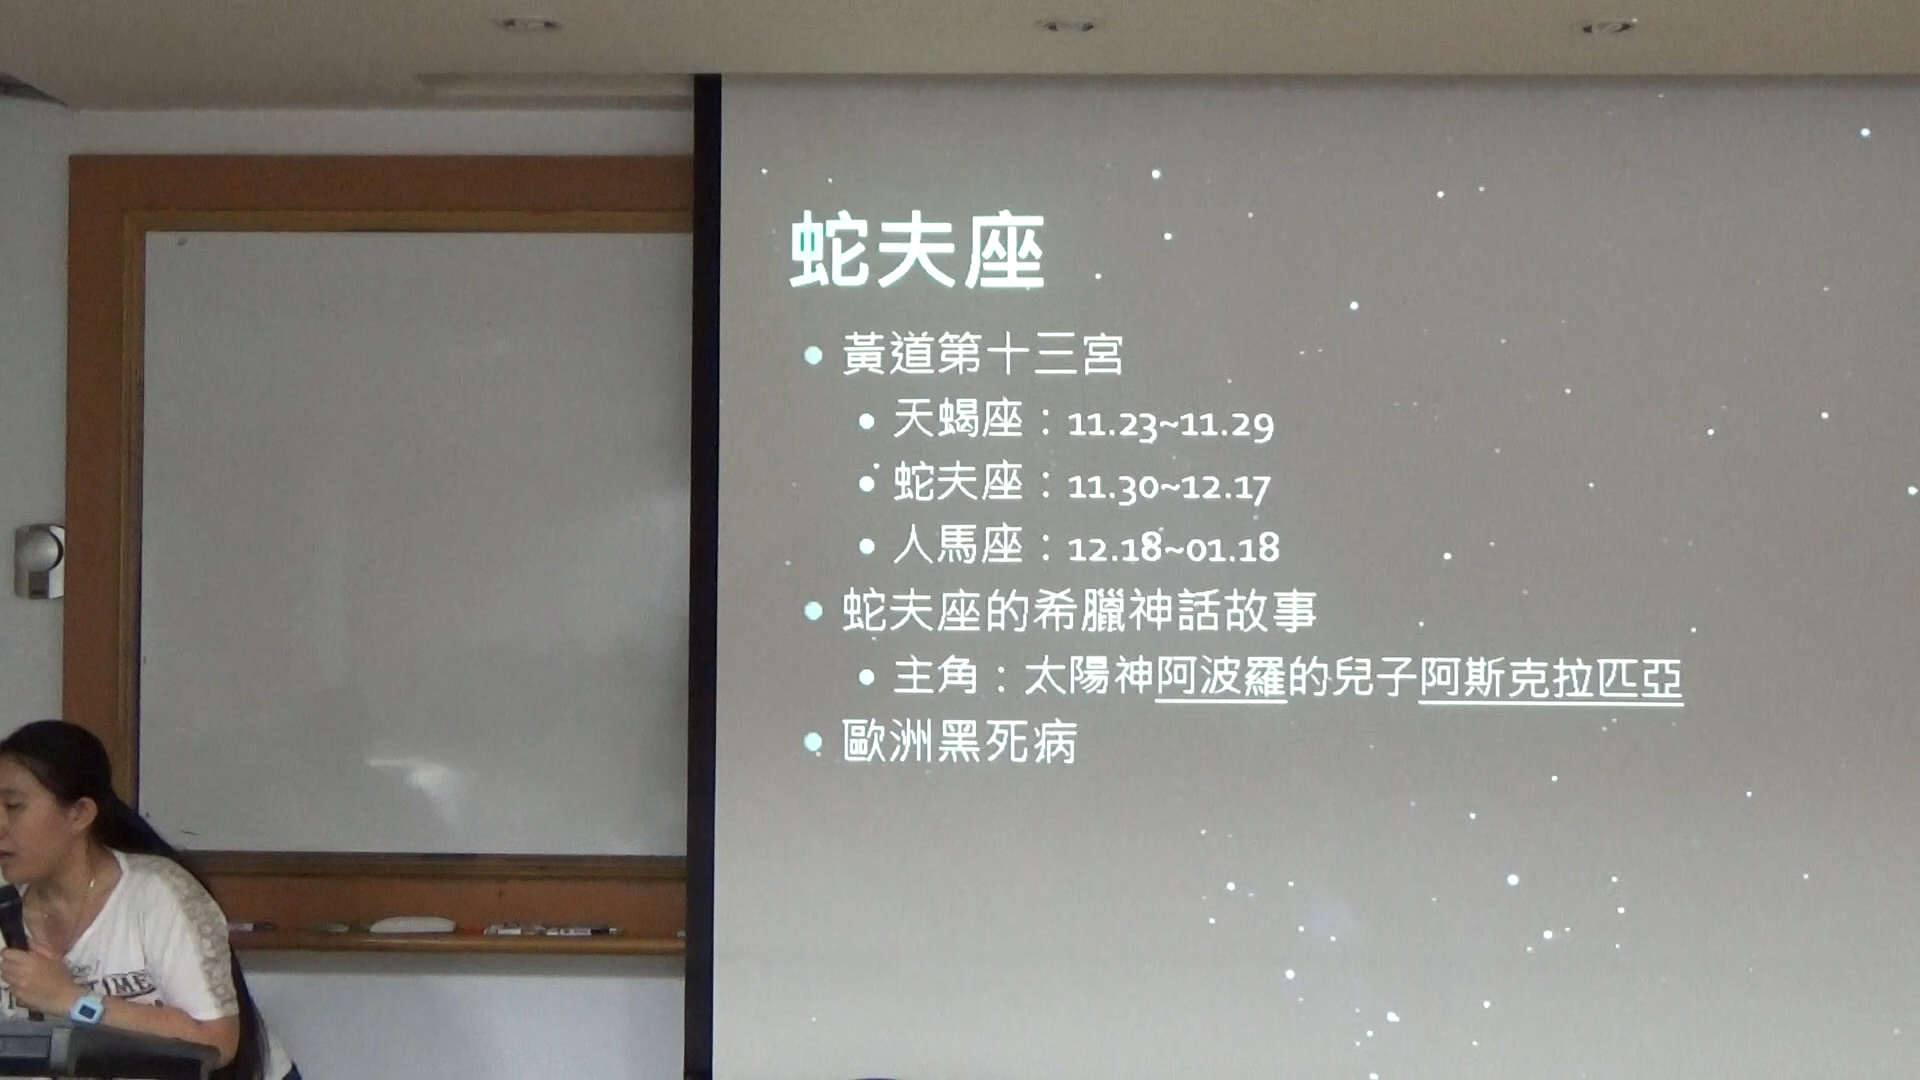 蛇夫座
• 黃道第十三宮
• 天蝎座：11.23~11.29
• 蛇夫座：11.30~12.17
• 人馬座：12.18~01.18
• 蛇夫座的希臘神話故事
• 主角：太陽神阿波羅的兒子阿斯克拉匹亞
• 歐洲黑死病
TIME